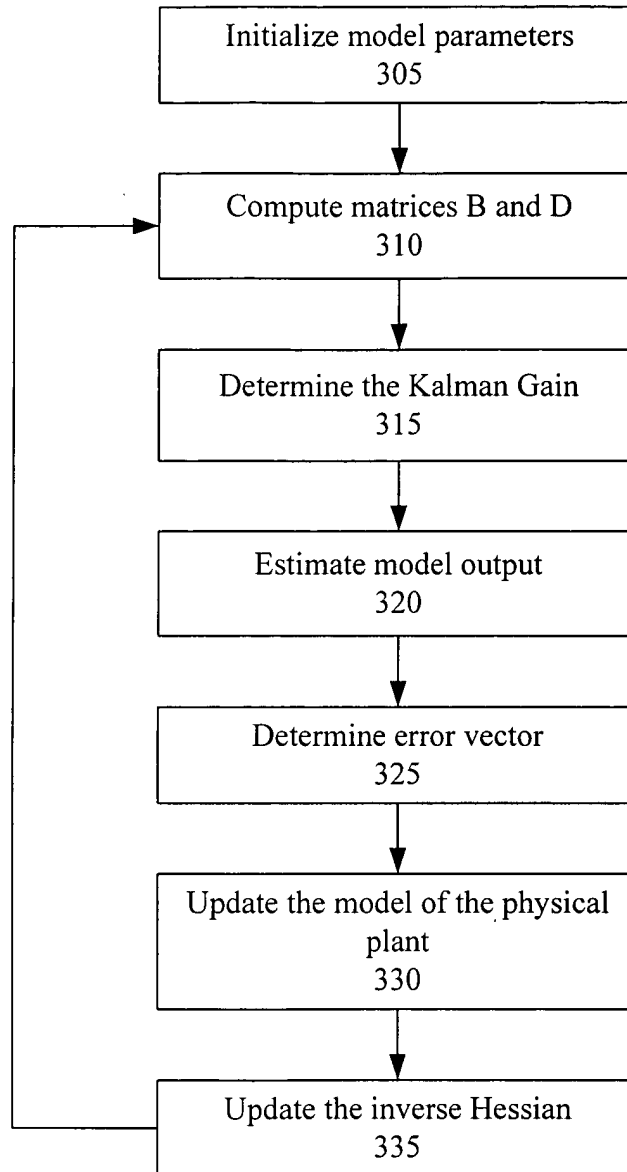 Initialize model parameters
305
Compute matrices B and D
310
Determine the Kalman Gain
315
Estimate model output
320
Determine error vector
325
Update the model of the physical
plant
330
Update the inverse Hessian
335